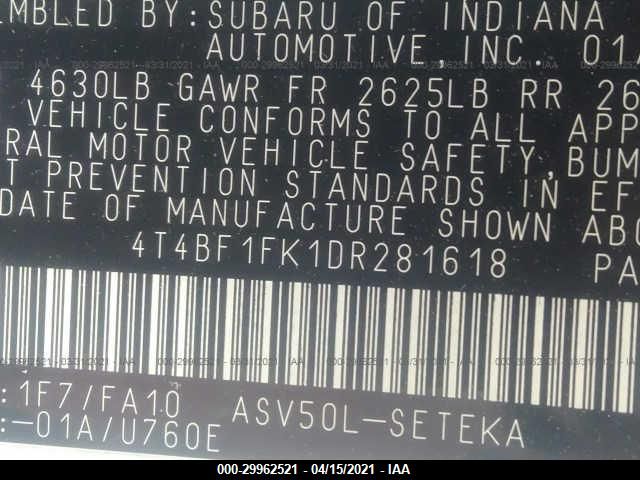 EMBLED BY: SUBARU OF INDIANA
AUTOMOTIVE, INC. 01
4630LB GAWR FR 2625LB RR 26
VEHICLE CONFORMS TO ALL APP
RAL MOTOR VEHICLE SAFETY, BUM
T PREVENTION STANDARDS IN EF
DATE OF MANUFACTURE SHOWN ABO
4T4BF1FK1DR281618 PA
:1F7/FA10 ASV50L-SETEKA
:-01A/U760E
000-29962521 - 04/15/2021 - IAA